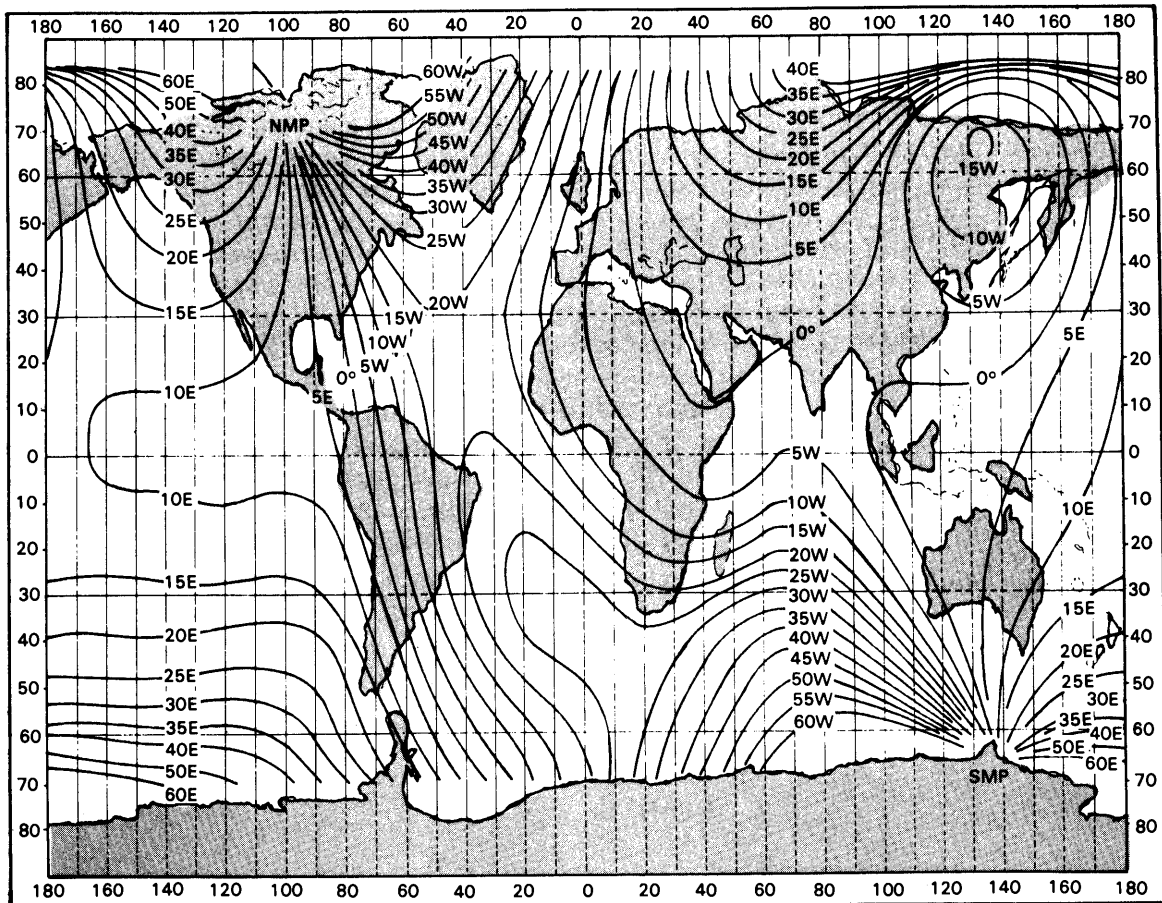 180 160 140 120 100 80 60 40 20 0 20 40 60 80 100 120 140 160 180
60E 60W 40E
80 50E 55W 35E 80
50W 30E
70 40E NMP 45W 25E 70
35E 40W 20E
60 30E 35W 15E 15W 60
30W 10E
50 25E 25W 5E 10W 50
40 20E 40
20W 5W
30 15E 15W 0° 5E 30
10W
20 0° 5W 0° 20
10 10E 5E 10
0 5W 0
10 10E 10W 10E 10
15W
20 20W 20
15E 25W
30 30W 15E 30
35W
40 20E 40W 20E 40
45W
50 25E 50W 25E 50
30E 55W 30E
60 35E 60W 35E 60
40E 40E
50E 50E
60E
70 SMP 70
60E
80 80
180 160 140 120 100 80 60 40 20 0 20 40 60 80 100 120 140 160 180